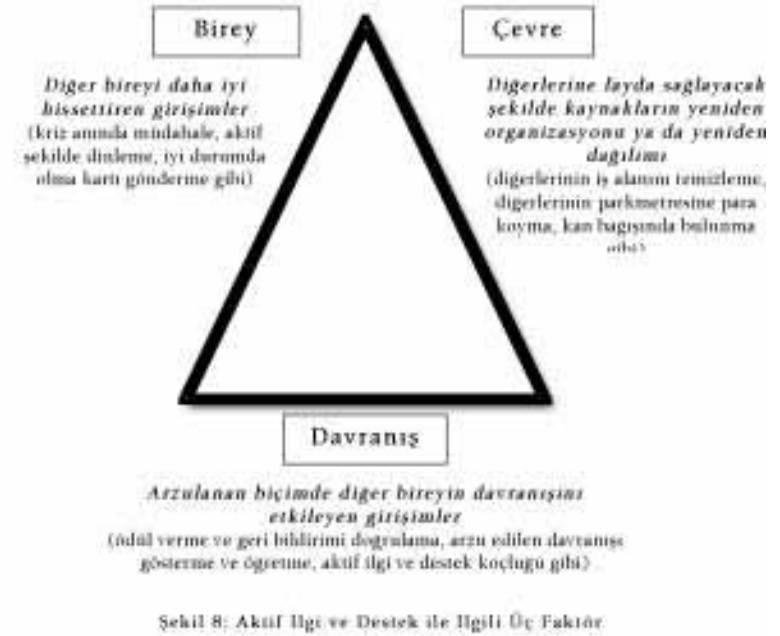 Birey
Çevre
Diğer bireyi daha iyi
hissettiren girişimler
(kriz anında müdahale, aktif
şekilde dinleme, iyi durumda
olma kartı gönderme gibi)
Diğerlerine fayda sağlayacak
şekilde kaynakların yeniden
organizasyonu ya da yeniden
dağılımı
(diğerlerinin iş alanını temizleme,
diğerlerinin parkmetresine para
koyma, kan bağışında bulunma
gibi)
Davranış
Arzulanan biçimde diğer bireyin davranışını
etkileyen girişimler
(ödül verme ve geri bildirimi doğrulama, arzu edilen davranışı
gösterme ve öğretme, aktif ilgi ve destek koçluğu gibi)
Şekil 8: Aktif İlgi ve Destek ile İlgili Üç Faktör